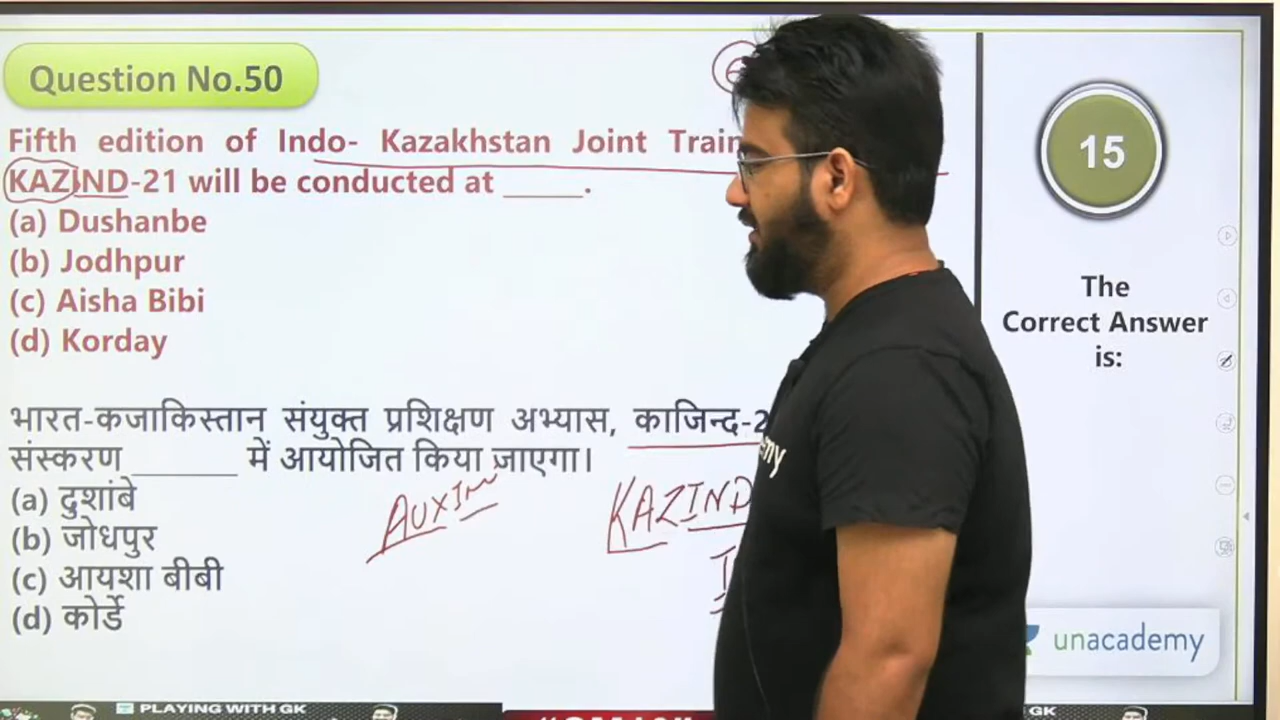 Question No.50
Fifth edition of Indo- Kazakhstan Joint Train
KAZIND-21 will be conducted at ______.
(a) Dushanbe
(b) Jodhpur
(c) Aisha Bibi
(d) Korday
भारत-कजाकिस्तान संयुक्त प्रशिक्षण अभ्यास, काजिन्द-2
संस्करण ________ में आयोजित किया जाएगा।
(a) दुशांबे
(b) जोधपुर
(c) आयशा बीबी
(d) कोर्डे
KAZIND
15
The
Correct Answer
is:
unacademy
PLAYING WITH GK
GK